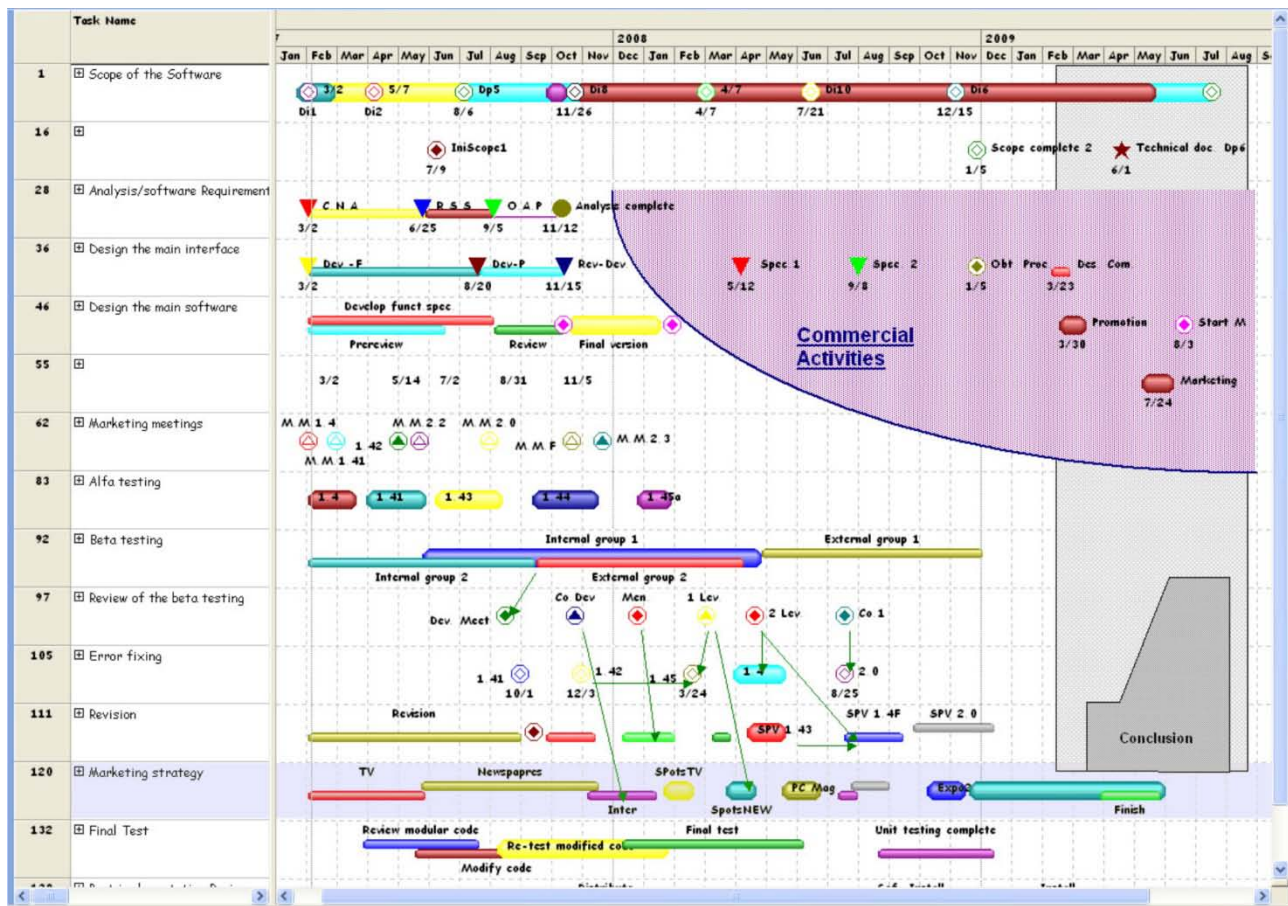 Task Name
2008 2009
Jan Feb Mar Apr May Jun Jul Aug Sep Oct Nov Dec Jan Feb Mar Apr May Jun Jul Aug Sep Oct Nov Dec Jan Feb Mar Apr May Jun Jul Aug
1 Scope of the Software
3/2 5/7 Dp5 Di8 4/7 Di10 Di6
Di1 Di2 8/6 11/26 4/7 7/21 12/15
16
IniScope1 Scope complete 2 Technical doc Dp6
7/9 1/5 6/1
28 Analysis/software Requirement
C.N.A R.S.S O.A.P Analysis complete
3/2 6/25 9/5 11/12
36 Design the main interface
Dev-F Dev-P Rev-Dev Spec 1 Spec 2 Obt Proc Des Com
3/2 8/20 11/15 5/12 9/8 1/5 3/23
46 Design the main software
Develop funct spec
Prereview Review Final version
Promotion Start M
3/30 8/3
Commercial
Activities
55
3/2 5/14 7/2 8/31 11/5
Marketing
7/24
62 Marketing meetings
M.M 1.4 M.M 2.2 M.M 2.0
1.42 M.M F M.M 2.3
M.M 1.41
83 Alfa testing
1.4 1.41 1.43 1.44 1.45a
92 Beta testing
Internal group 1 External group 1
Internal group 2 External group 2
97 Review of the beta testing
Co Dev Men 1 Lev
Dev Meet 2 Lev Co 1
105 Error fixing
1.41 1.42 1.45 1.4 2.0
10/1 12/3 3/24 8/25
111 Revision
Revision SPV 1.4F SPV 2.0
SPV 1.43
Conclusion
120 Marketing strategy
TV Newspapres SPotsTV
PC Mag
Inter SpotsNEW Finish
132 Final Test
Review modular code Final test Unit testing complete
Re-test modified code
Modify code